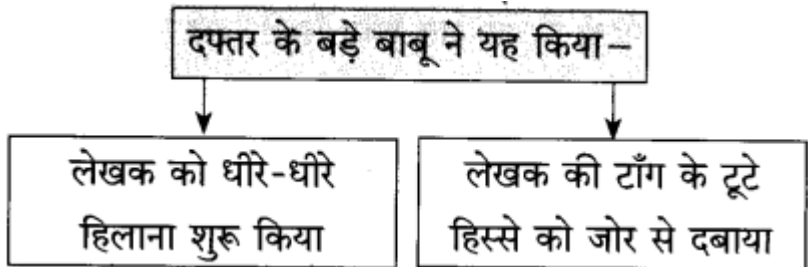 दफ्तर के बड़े बाबू ने यह किया–
लेखक को धीरे-धीरे
हिलाना शुरू किया
लेखक की टाँग के टूटे
हिस्से को जोर से दबाया